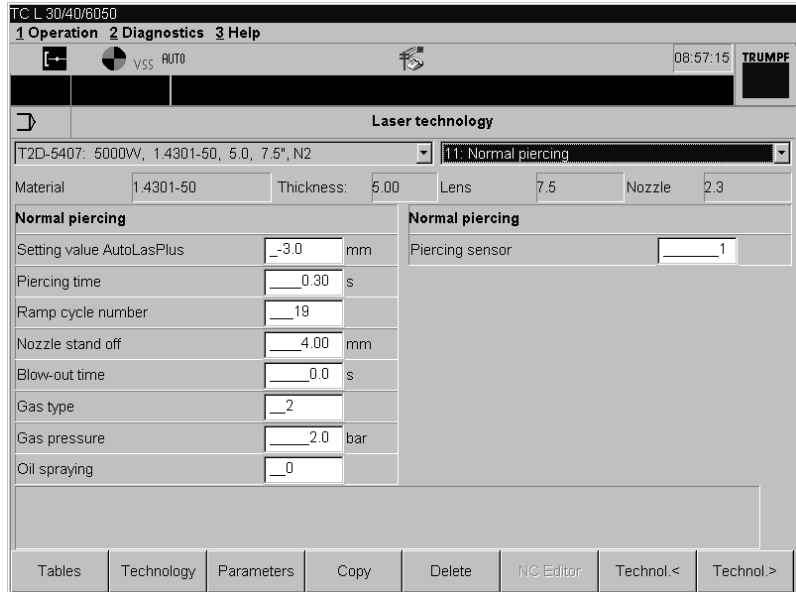 TC L 30/40/6050
1 Operation 2 Diagnostics 3 Help
VSS AUTO 08:57:15 TRUMPF
Laser technology
T2D-5407: 5000W, 1.4301-50, 5.0, 7.5", N2 11: Normal piercing
Material 1.4301-50 Thickness: 5.00 Lens 7.5 Nozzle 2.3
Normal piercing Normal piercing
Setting value AutoLasPlus _-3.0 mm Piercing sensor ______1
Piercing time ____0.30 s
Ramp cycle number ___19
Nozzle stand off ____4.00 mm
Blow-out time _____0.0 s
Gas type __2
Gas pressure _____2.0 bar
Oil spraying __0
Tables Technology Parameters Copy Delete NC Editor Technol.< Technol.>